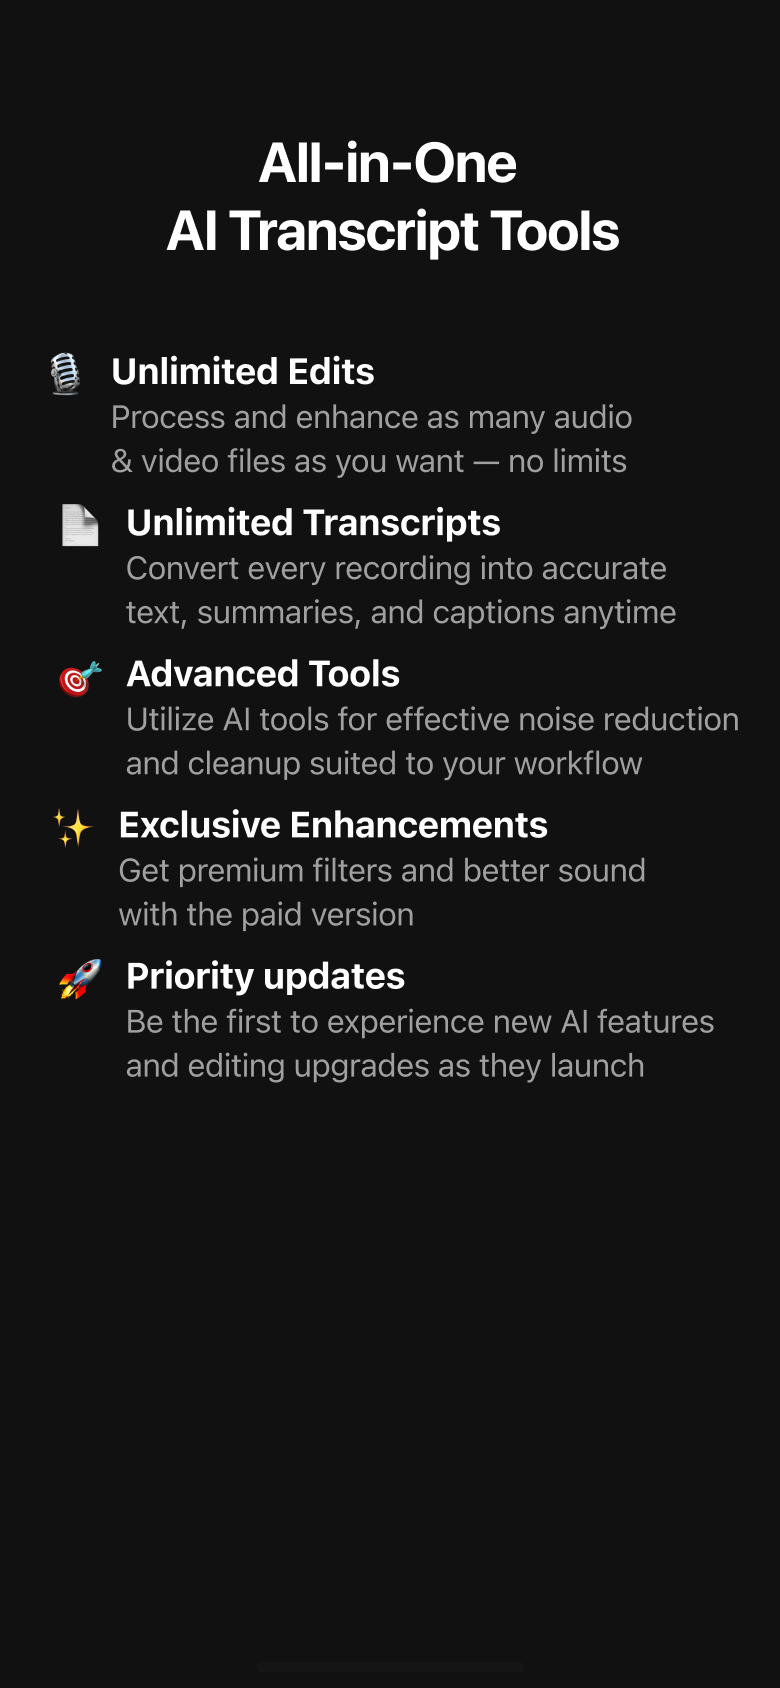 All-in-One
AI Transcript Tools
Unlimited Edits
Process and enhance as many audio
& video files as you want — no limits
Unlimited Transcripts
Convert every recording into accurate
text, summaries, and captions anytime
Advanced Tools
Utilize AI tools for effective noise reduction
and cleanup suited to your workflow
Exclusive Enhancements
Get premium filters and better sound
with the paid version
Priority updates
Be the first to experience new AI features
and editing upgrades as they launch